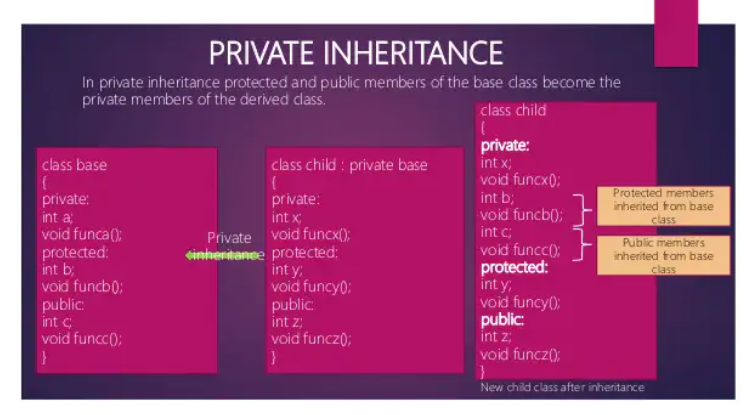 PRIVATE INHERITANCE
In private inheritance protected and public members of the base class become the
private members of the derived class.
class base
{
private:
int a;
void funca();
protected:
int b;
void funcb();
public:
int c;
void funcc();
}
Private
inheritance
class child : private base
{
private:
int x;
void funcx();
protected:
int y;
void funcy();
public:
int z;
void funcz();
}
class child
{
private:
int x;
void funcx();
int b;
void funcb();
int c;
void funcc();
protected:
int y;
void funcy();
public:
int z;
void funcz();
}
New child class after inheritance
Protected members
inherited from base
class
Public members
inherited from base
class